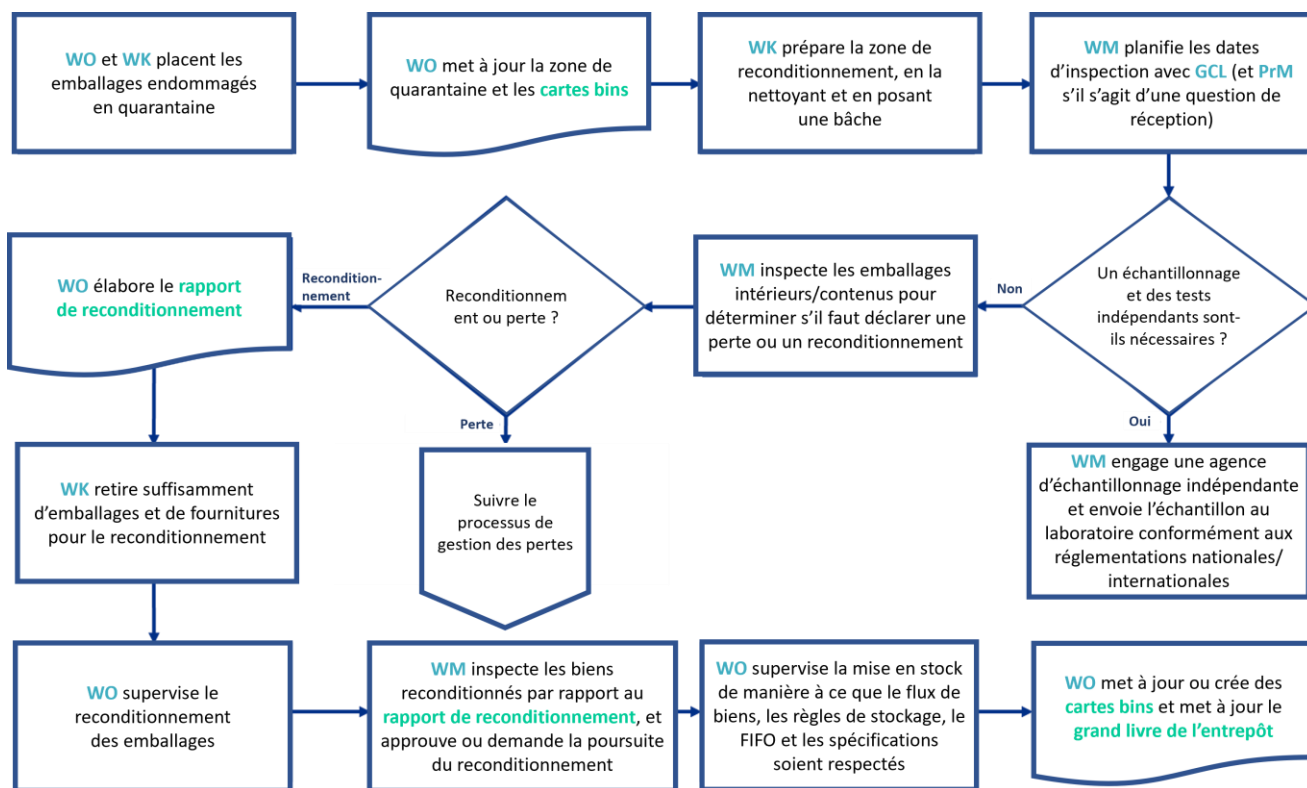 WO et WK placent les
emballages endommagés
en quarantaine
WO met à jour la zone de
quarantaine et les cartes bins
WK prépare la zone de
reconditionnement, en la
nettoyant et en posant
une bâche
WM planifie les dates
d’inspection avec GCL (et PrM
s’il s’agit d’une question de
réception)
Un échantillonnage
et des tests
indépendants sont-
ils nécessaires ?
Non
Oui
WM engage une agence
d’échantillonnage indépendante
et envoie l’échantillon au
laboratoire conformément aux
réglementations nationales/
internationales
WM inspecte les emballages
intérieurs/contenus pour
déterminer s’il faut déclarer une
perte ou un reconditionnement
Reconditionnem
ent ou perte ?
Recondition-
nement
Perte
Suivre le
processus de
gestion des pertes
WO élabore le rapport
de reconditionnement
WK retire suffisamment
d’emballages et de fournitures
pour le reconditionnement
WO supervise le
reconditionnement
des emballages
WM inspecte les biens
reconditionnés par rapport au
rapport de reconditionnement, et
approuve ou demande la poursuite
du reconditionnement
WO supervise la mise en stock
de manière à ce que le flux de
biens, les règles de stockage, le
FIFO et les spécifications
soient respectés
WO met à jour ou crée des
cartes bins et met à jour le
grand livre de l’entrepôt